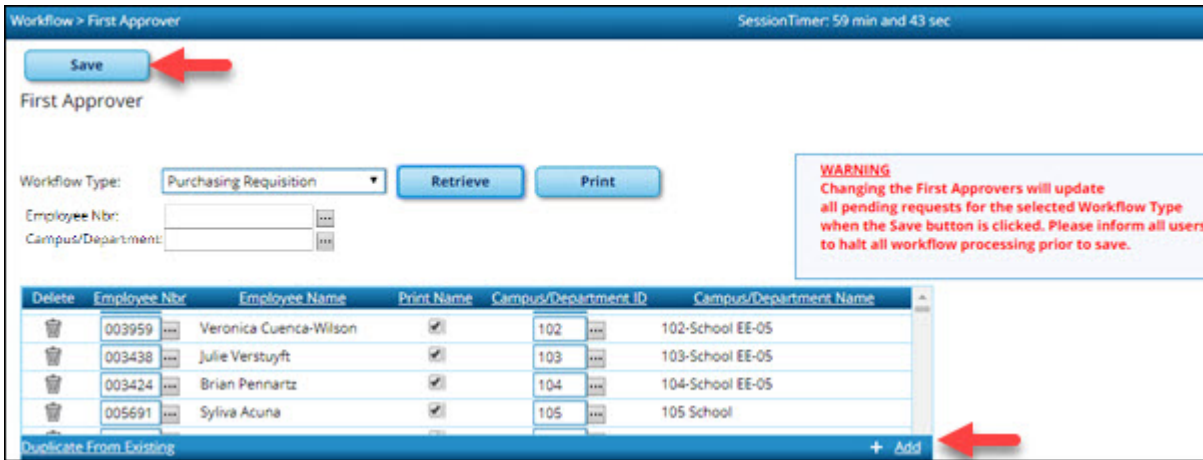 Workflow > First Approver SessionTimer: 59 min and 43 sec
Save
First Approver
Workflow Type: Purchasing Requisition Retrieve Print
Employee Nbr: ...
Campus/Department: ...
WARNING
Changing the First Approvers will update
all pending requests for the selected Workflow Type
when the Save button is clicked. Please inform all users
to halt all workflow processing prior to save.
Delete Employee Nbr Employee Name Print Name Campus/Department ID Campus/Department Name
003959 ... Veronica Cuenca-Wilson 102 ... 102-School EE-05
003438 ... Julie Verstuyft 103 ... 103-School EE-05
003424 ... Brian Pennartz 104 ... 104-School EE-05
005691 ... Syliva Acuna 105 ... 105 School
Duplicate From Existing + Add